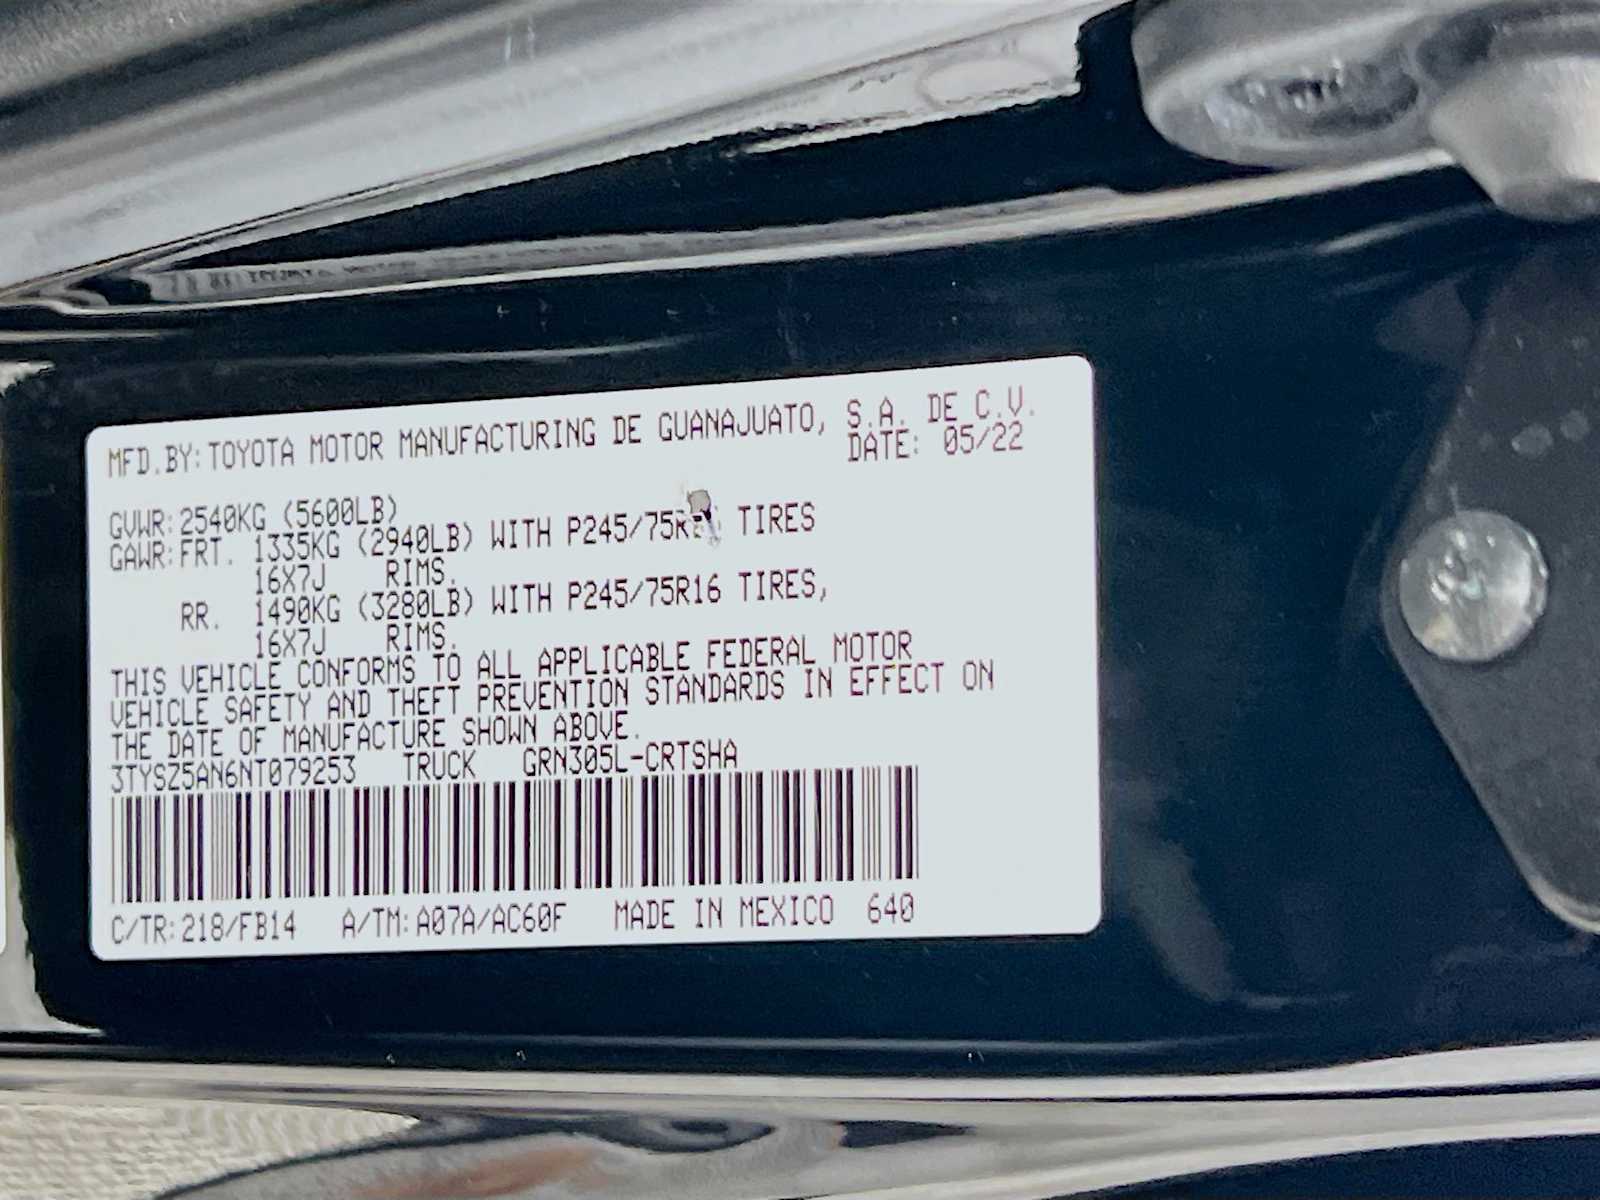 MFD.BY:TOYOTA MOTOR MANUFACTURING DE GUANAJUATO, S.A. DE C.V.
DATE: 05/22
GVWR:2540KG (5600LB)
GAWR:FRT. 1335KG (2940LB) WITH TIRES
16X7J RIMS.
RR. 1490KG (3280LB) WITH P245/75R16 TIRES,
16X7J RIMS.
THIS VEHICLE CONFORMS TO ALL APPLICABLE FEDERAL MOTOR
VEHICLE SAFETY AND THEFT PREVENTION STANDARDS IN EFFECT ON
THE DATE OF MANUFACTURE SHOWN ABOVE.
3TYSZ5AN6NT079253 TRUCK GRN305L-CRTSHA
C/TR:218/FB14 A/TM:A07A/AC60F MADE IN MEXICO 640